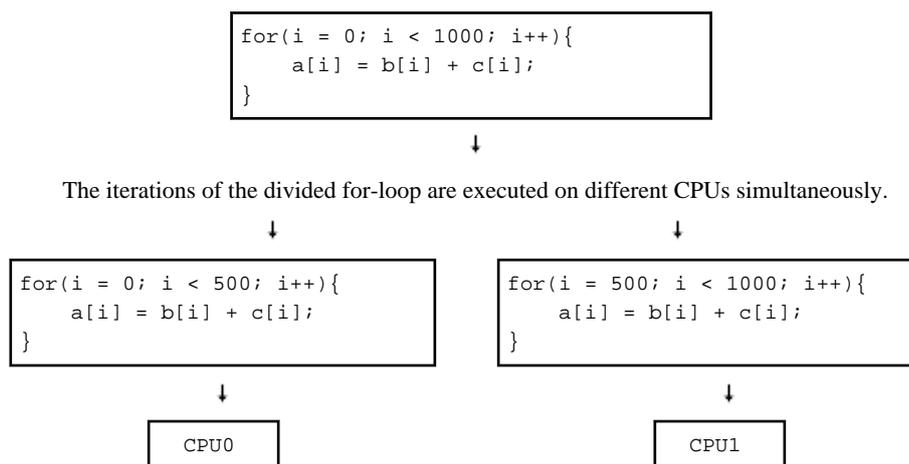 for(i = 0; i < 1000; i++){
a[i] = b[i] + c[i];
}
The iterations of the divided for-loop are executed on different CPUs simultaneously.
for(i = 0; i < 500; i++){
a[i] = b[i] + c[i];
}
for(i = 500; i < 1000; i++){
a[i] = b[i] + c[i];
}
CPU0
CPU1